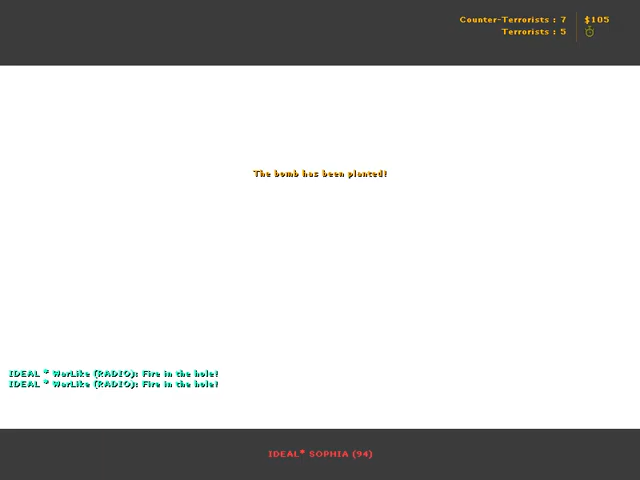 Counter-Terrorists : 7 $105
Terrorists : 5
The bomb has been planted!
IDEAL * WarLike (RADIO): Fire in the hole!
IDEAL * WarLike (RADIO): Fire in the hole!
IDEAL* SOPHIA (94)